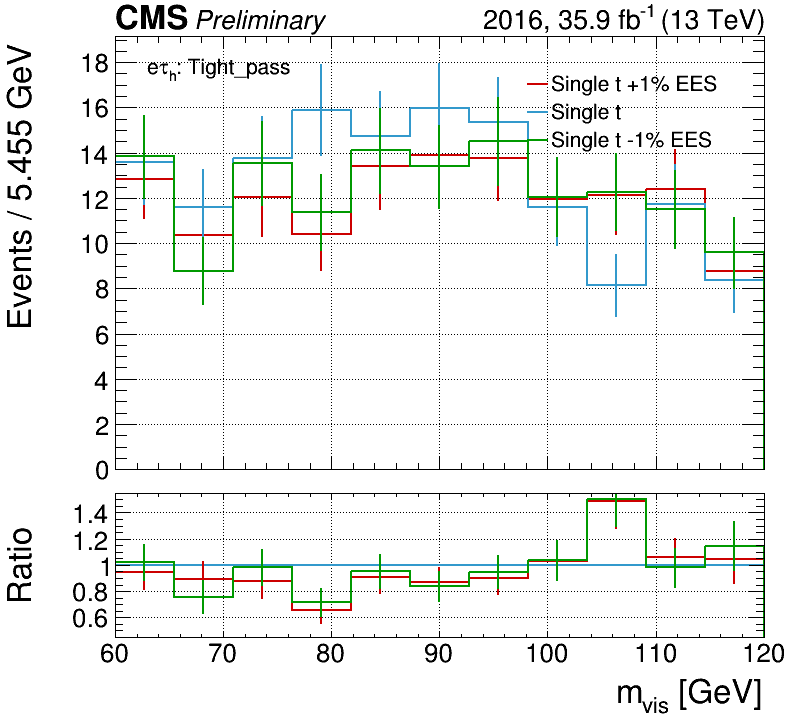 CMS Preliminary 2016, 35.9 fb⁻¹ (13 TeV)
Events / 5.455 GeV
18
16
14
12
10
8
6
4
2
0
eτₕ: Tight_pass
Single t +1% EES
Single t
Single t -1% EES
Ratio
1.4
1.2
1
0.8
0.6
60 70 80 90 100 110 120
m_vis [GeV]